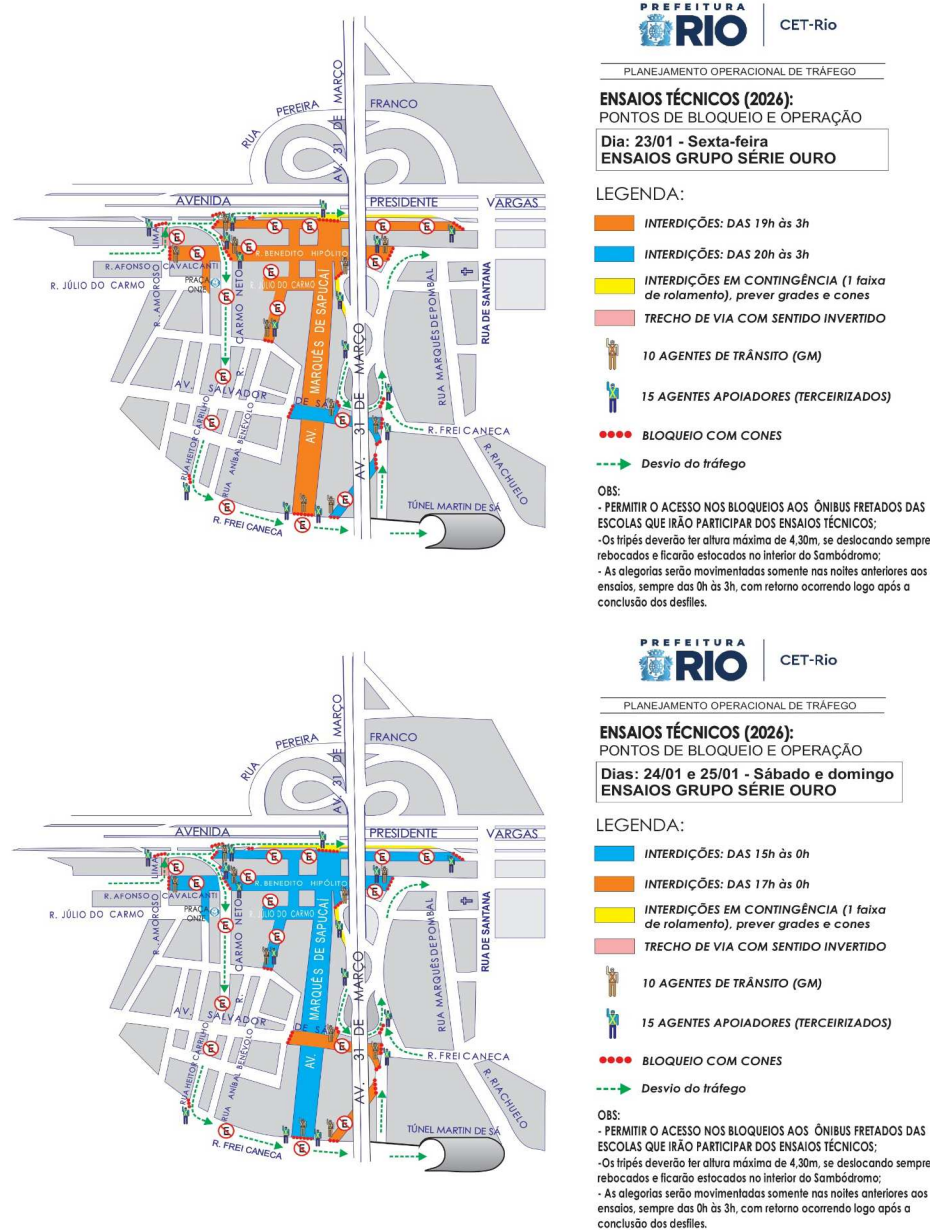 PREFEITURA
RIO
CET-Rio
PLANEJAMENTO OPERACIONAL DE TRÁFEGO
ENSAIOS TÉCNICOS (2026):
PONTOS DE BLOQUEIO E OPERAÇÃO
Dia: 23/01 - Sexta-feira
ENSAIOS GRUPO SÉRIE OURO
LEGENDA:
INTERDIÇÕES: DAS 19h às 3h
INTERDIÇÕES: DAS 20h às 3h
INTERDIÇÕES EM CONTINGÊNCIA (1 faixa
de rolamento), prever grades e cones
TRECHO DE VIA COM SENTIDO INVERTIDO
10 AGENTES DE TRÂNSITO (GM)
15 AGENTES APOIADORES (TERCEIRIZADOS)
BLOQUEIO COM CONES
Desvio do tráfego
OBS:
- PERMITIR O ACESSO NOS BLOQUEIOS AOS ÔNIBUS FRETADOS DAS
ESCOLAS QUE IRÃO PARTICIPAR DOS ENSAIOS TÉCNICOS;
-Os tripés deverão ter altura máxima de 4,30m, se deslocando sempre
rebocados e ficarão estocados no interior do Sambódromo;
- As alegorias serão movimentadas somente nas noites anteriores aos
ensaios, sempre das 0h às 3h, com retorno ocorrendo logo após a
conclusão dos desfiles.
RUA PEREIRA FRANCO
AV. 31 DE MARÇO
AVENIDA PRESIDENTE VARGAS
R. AMOROSO LIMA
R. BENEDITO HIPÓLITO
R. AFONSO CAVALCANTI
R. JÚLIO DO CARMO
PRAÇA
ONZE
R. JÚLIO DO CARMO
R. CARMO NETO
AV. MARQUÊS DE SAPUCAÍ
RUA MARQUÊS DE POMBAL
RUA DE SANTANA
AV. 31 DE MARÇO
AV. SALVADOR DE SÁ
RUA HEITOR CARRILHO
RUA ANÍBAL BENÉVOLO
R. FREI CANECA
R. RIACHUELO
R. FREI CANECA
TÚNEL MARTIN DE SÁ
PREFEITURA
RIO
CET-Rio
PLANEJAMENTO OPERACIONAL DE TRÁFEGO
ENSAIOS TÉCNICOS (2026):
PONTOS DE BLOQUEIO E OPERAÇÃO
Dias: 24/01 e 25/01 - Sábado e domingo
ENSAIOS GRUPO SÉRIE OURO
LEGENDA:
INTERDIÇÕES: DAS 15h às 0h
INTERDIÇÕES: DAS 17h às 0h
INTERDIÇÕES EM CONTINGÊNCIA (1 faixa
de rolamento), prever grades e cones
TRECHO DE VIA COM SENTIDO INVERTIDO
10 AGENTES DE TRÂNSITO (GM)
15 AGENTES APOIADORES (TERCEIRIZADOS)
BLOQUEIO COM CONES
Desvio do tráfego
OBS:
- PERMITIR O ACESSO NOS BLOQUEIOS AOS ÔNIBUS FRETADOS DAS
ESCOLAS QUE IRÃO PARTICIPAR DOS ENSAIOS TÉCNICOS;
-Os tripés deverão ter altura máxima de 4,30m, se deslocando sempre
rebocados e ficarão estocados no interior do Sambódromo;
- As alegorias serão movimentadas somente nas noites anteriores aos
ensaios, sempre das 0h às 3h, com retorno ocorrendo logo após a
conclusão dos desfiles.
RUA PEREIRA FRANCO
AV. 31 DE MARÇO
AVENIDA PRESIDENTE VARGAS
R. AMOROSO LIMA
R. BENEDITO HIPÓLITO
R. AFONSO CAVALCANTI
R. JÚLIO DO CARMO
PRAÇA
ONZE
R. JÚLIO DO CARMO
R. CARMO NETO
AV. MARQUÊS DE SAPUCAÍ
RUA MARQUÊS DE POMBAL
RUA DE SANTANA
AV. 31 DE MARÇO
AV. SALVADOR DE SÁ
RUA HEITOR CARRILHO
RUA ANÍBAL BENÉVOLO
R. FREI CANECA
R. RIACHUELO
R. FREI CANECA
TÚNEL MARTIN DE SÁ